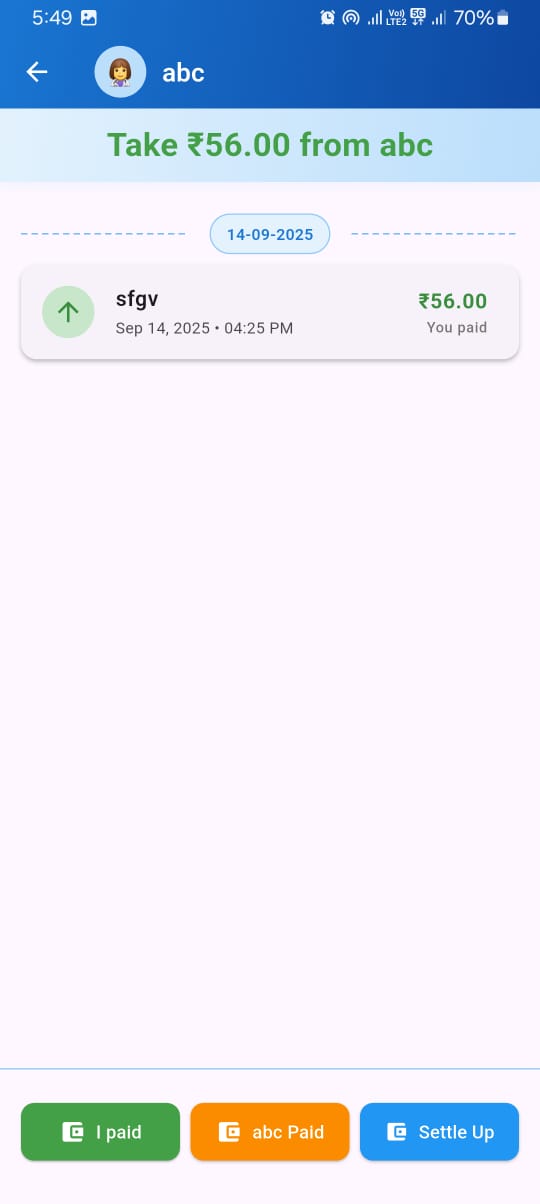 5:49 Vo)) LTE2 5G 70%
abc
Take ₹56.00 from abc
14-09-2025
sfgv ₹56.00
Sep 14, 2025 • 04:25 PM You paid
I paid abc Paid Settle Up